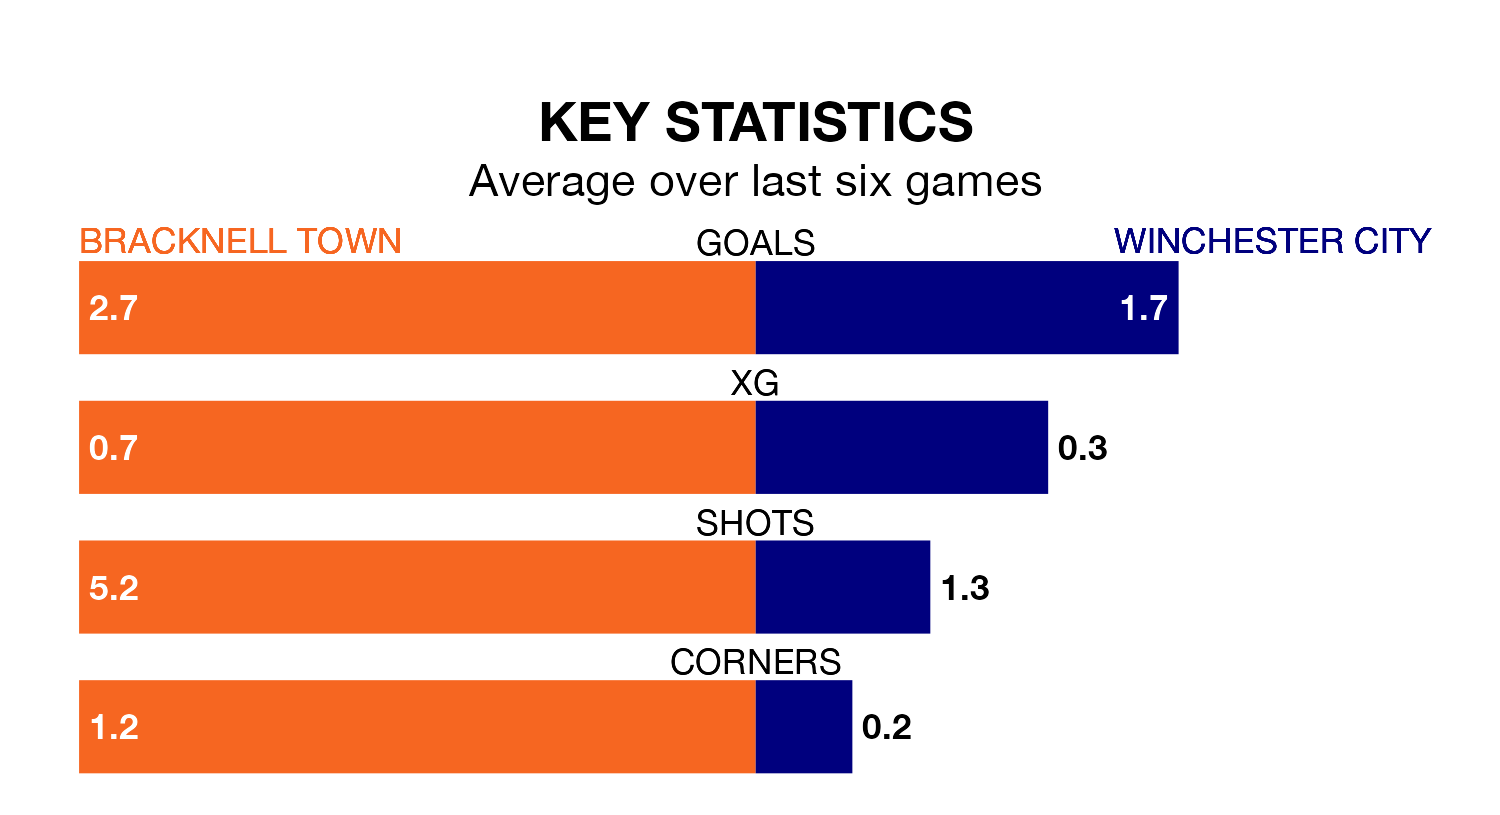 KEY STATISTICS
Average over last six games
BRACKNELL TOWN GOALS WINCHESTER CITY
2.7 1.7
XG
0.7 0.3
SHOTS
5.2 1.3
CORNERS
1.2 0.2